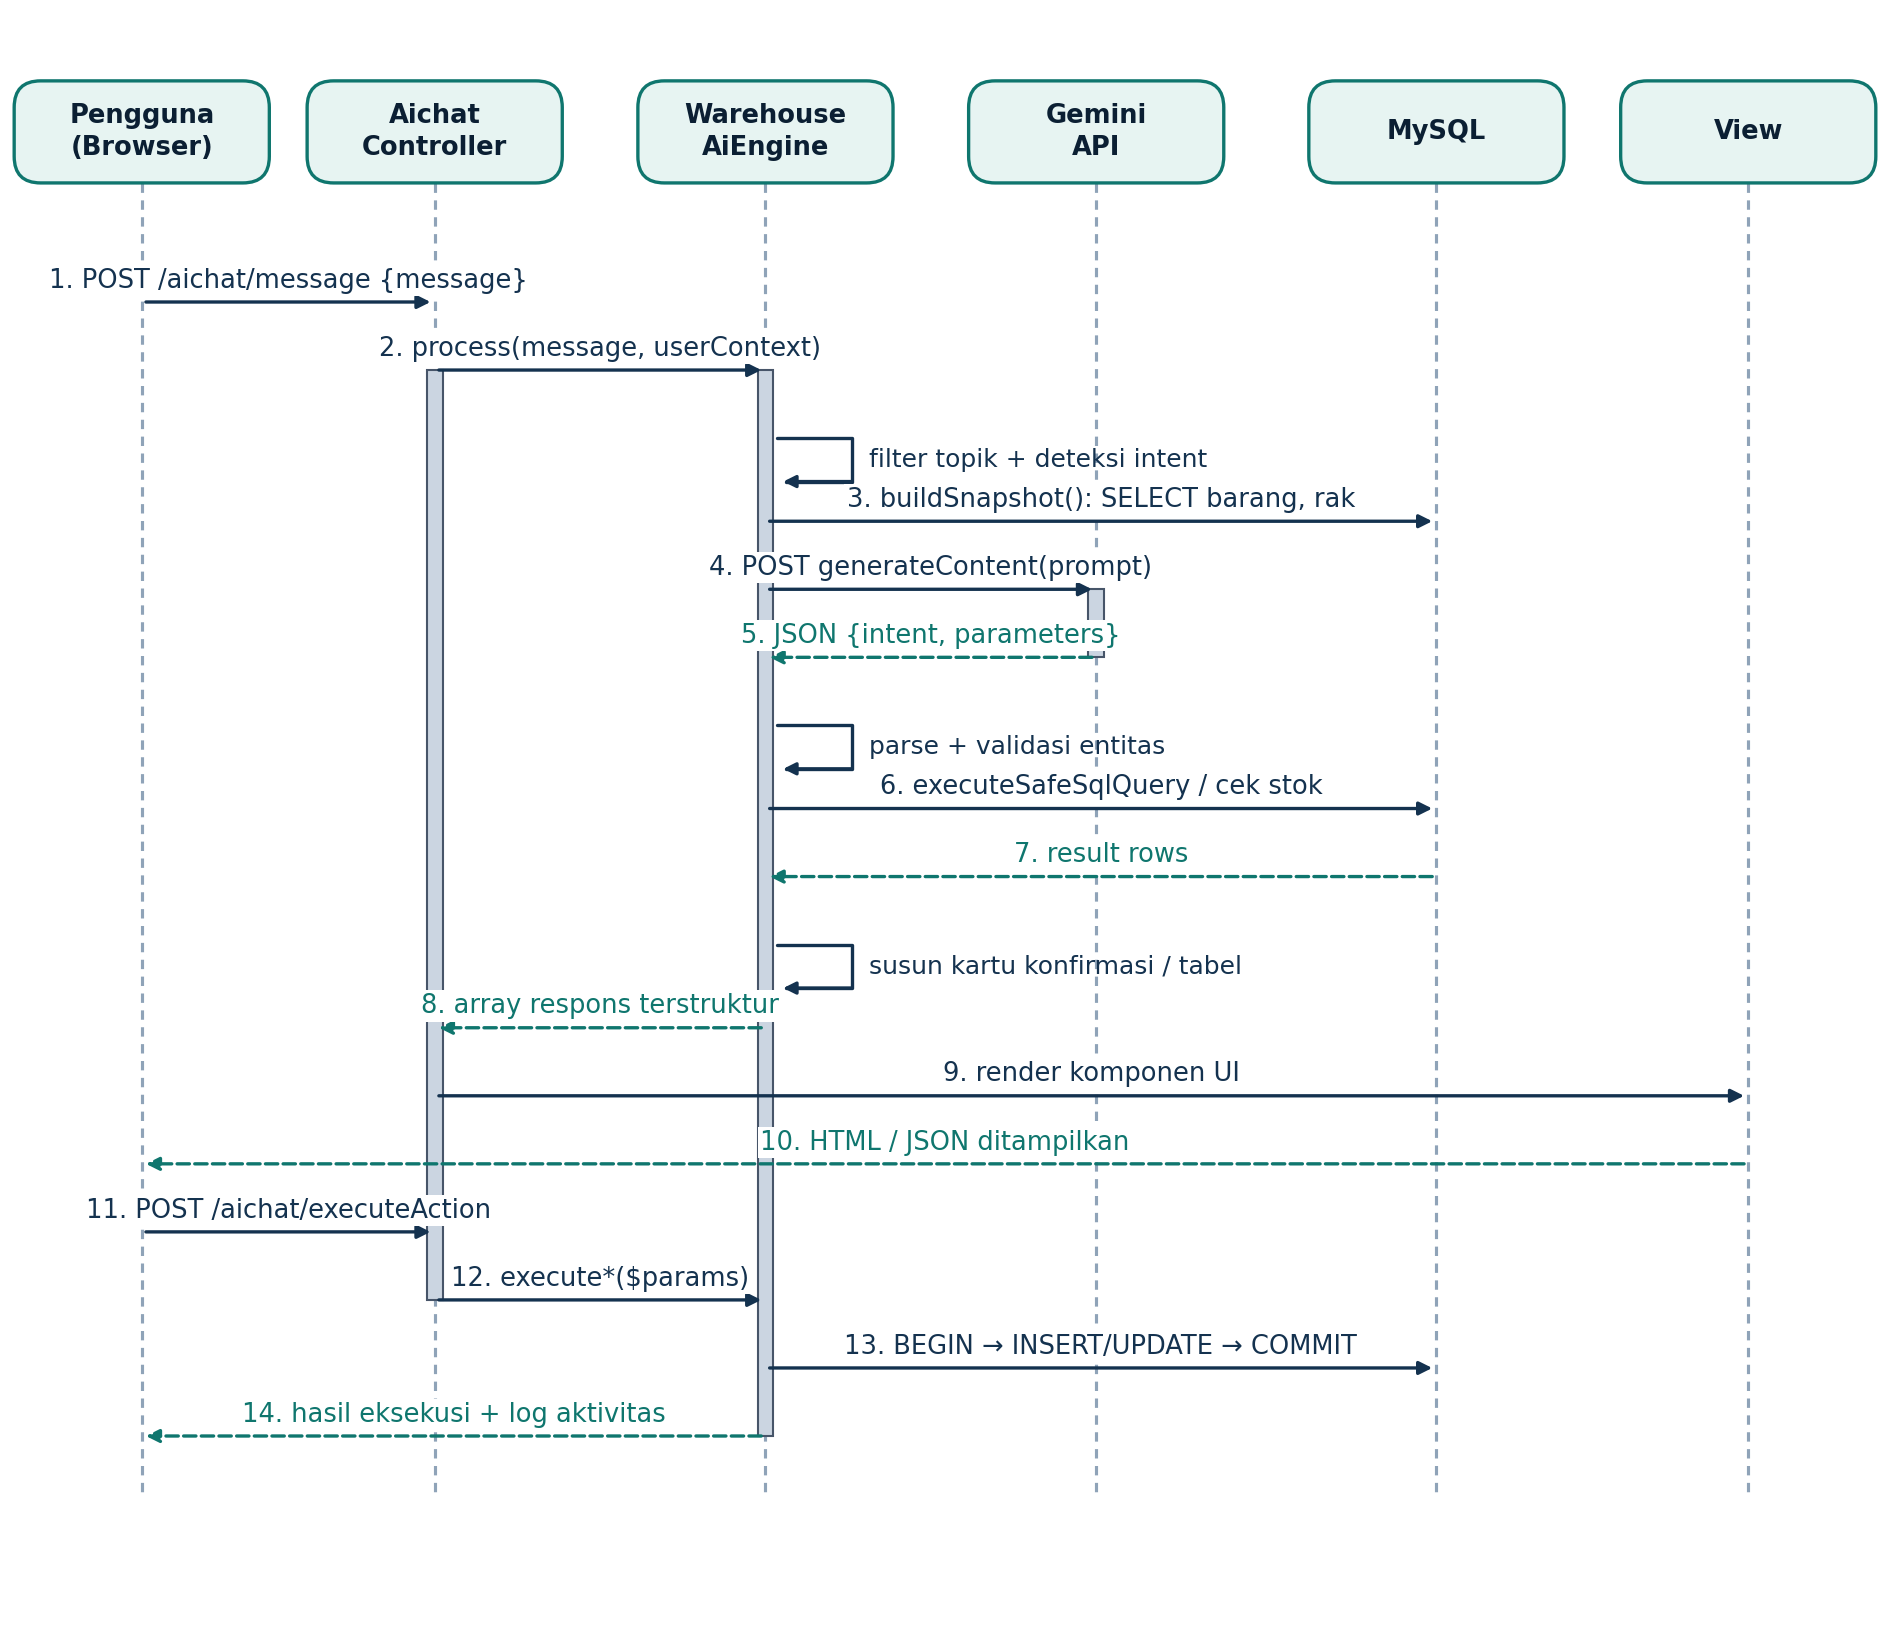 Pengguna
(Browser)
Aichat
Controller
Warehouse
AiEngine
Gemini
API
MySQL
View
1. POST /aichat/message {message}
2. process(message, userContext)
filter topik + deteksi intent
3. buildSnapshot(): SELECT barang, rak
4. POST generateContent(prompt)
5. JSON {intent, parameters}
parse + validasi entitas
6. executeSafeSqlQuery / cek stok
7. result rows
susun kartu konfirmasi / tabel
8. array respons terstruktur
9. render komponen UI
10. HTML / JSON ditampilkan
11. POST /aichat/executeAction
12. execute*($params)
13. BEGIN → INSERT/UPDATE → COMMIT
14. hasil eksekusi + log aktivitas